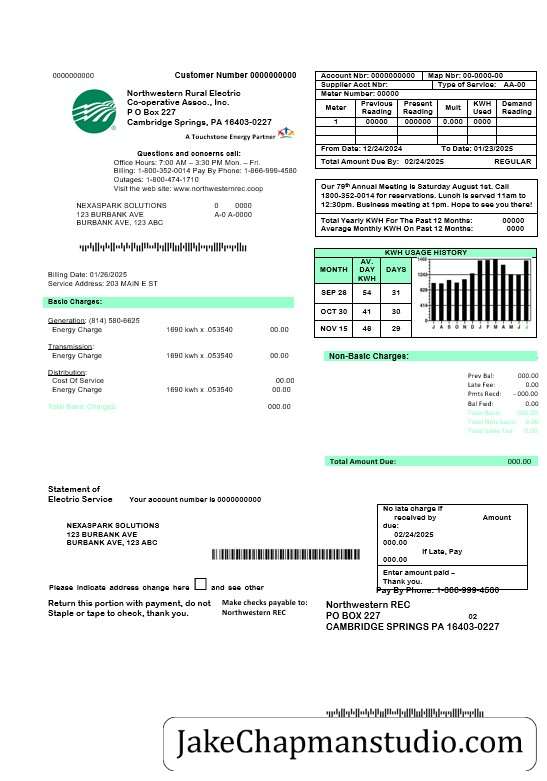 0000000000
Customer Number 0000000000
Northwestern Rural Electric
Co-operative Assoc., Inc.
P O Box 227
Cambridge Springs, PA 16403-0227
A Touchstone Energy Partner
Questions and concerns call:
Office Hours: 7:00 AM – 3:30 PM Mon. – Fri.
Billing: 1-800-352-0014 Pay By Phone: 1-866-999-4580
Outages: 1-800-474-1710
Visit the web site: www.northwesternrec.coop
NEXASPARK SOLUTIONS 0 0000
123 BURBANK AVE A-0 A-0000
BURBANK AVE, 123 ABC
Account Nbr: 0000000000 Map Nbr: 00-0000-00
Supplier Acct Nbr: Type of Service: AA-00
Meter Number: 00000
Meter Previous Reading Present Reading Mult KWH Used Demand Reading
1 00000 000000 0.000 0000
From Date: 12/24/2024 To Date: 01/23/2025
Total Amount Due By: 02/24/2025 REGULAR
Our 79th Annual Meeting is Saturday August 1st. Call
1800-352-0014 for reservations. Lunch is served 11am to
12:30pm. Business meeting at 1pm. Hope to see you there!
Total Yearly KWH For The Past 12 Months: 00000
Average Monthly KWH On Past 12 Months: 0000
Billing Date: 01/26/2025
Service Address: 203 MAIN E ST
KWH USAGE HISTORY
MONTH AV. DAY KWH DAYS
SEP 28 54 31
OCT 30 41 30
NOV 15 48 29
J A S O N D J F M A M J J
Basic Charges:
Generation: (814) 580-6625
Energy Charge 1690 kwh x .053540 00.00
Transmission:
Energy Charge 1690 kwh x .053540 00.00
Distribution:
Cost Of Service 00.00
Energy Charge 1690 kwh x .053540 00.00
Total Basic Charges: 000.00
Non-Basic Charges:
Prev Bal: 000.00
Late Fee: 0.00
Pmts Recd: –000.00
Bal Fwd: 0.00
Total Basic: 000.00
Total Non basic: 0.00
Total Amount Due: 000.00
Statement of
Electric Service Your account number is 0000000000
NEXASPARK SOLUTIONS
123 BURBANK AVE
BURBANK AVE, 123 ABC
No late charge if
received by Amount
due:
02/24/2025
000.00
If Late, Pay
000.00
Enter amount paid –
Thank you.
Pay By Phone: 1-866-999-4580
Please indicate address change here and see other
Return this portion with payment, do not
Staple or tape to check, thank you.
Make checks payable to:
Northwestern REC
Northwestern REC
PO BOX 227 02
CAMBRIDGE SPRINGS PA 16403-0227
JakeChapmanstudio.com